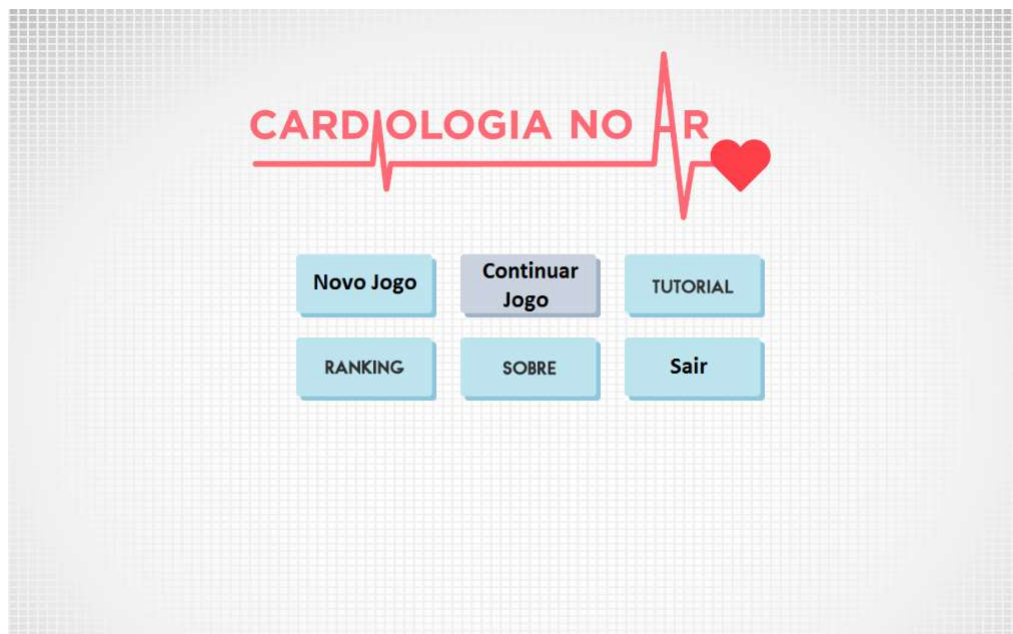 CARDIOLOGIA NO AR
Novo Jogo
Continuar
Jogo
TUTORIAL
RANKING
SOBRE
Sair